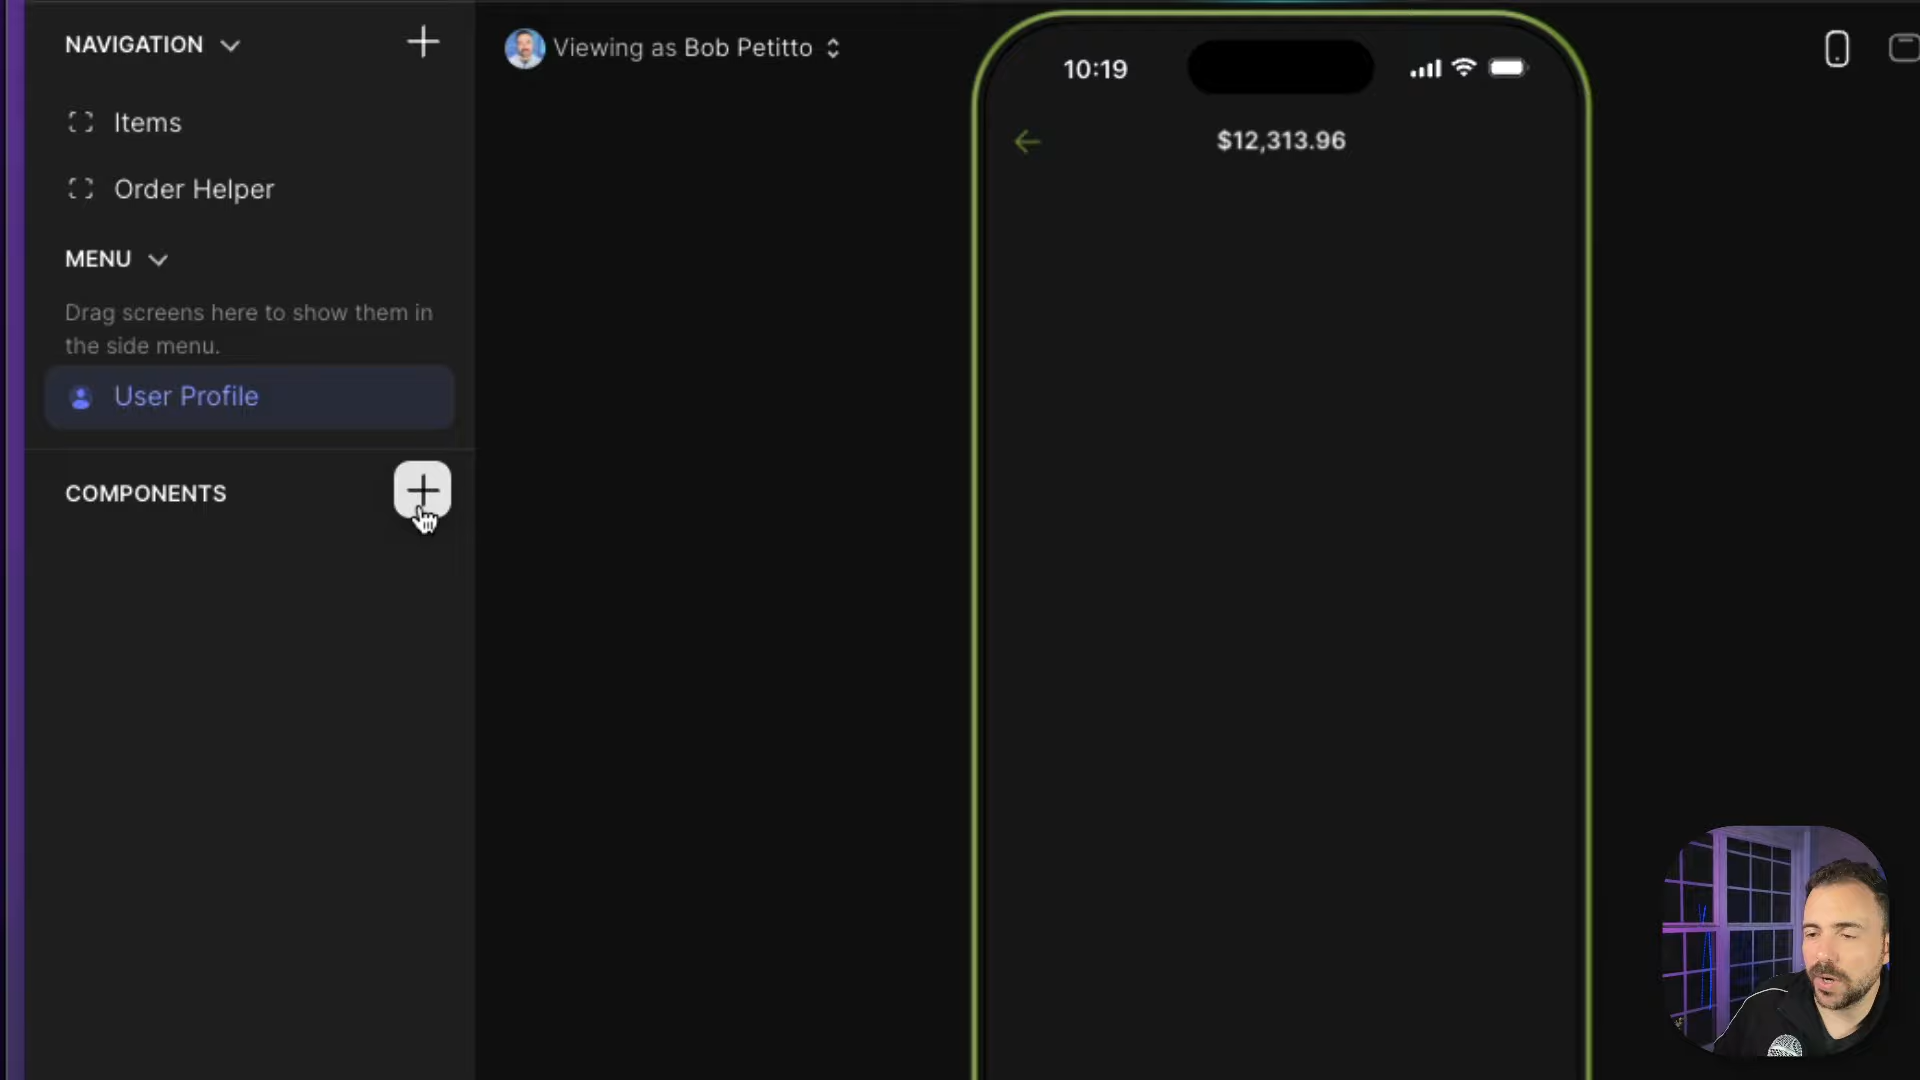 NAVIGATION
Items
Order Helper
MENU
Drag screens here to show them in
the side menu.
User Profile
COMPONENTS
Viewing as Bob Petitto
10:19
$12,313.96